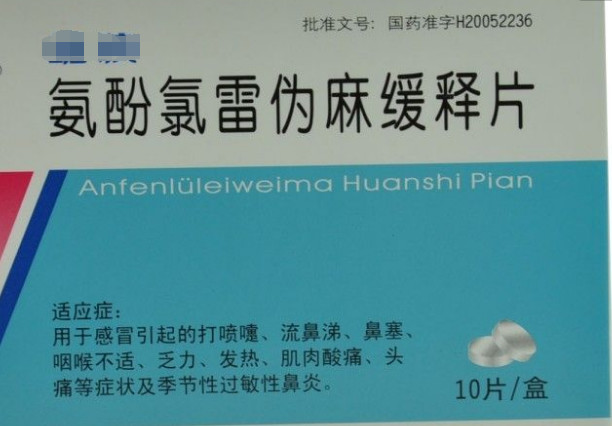 批准文号：国药准字H20052236
氨酚氯雷伪麻缓释片
Anfenlüleiweima Huanshi Pian
适应症：
用于感冒引起的打喷嚏、流鼻涕、鼻塞、
咽喉不适、乏力、发热、肌肉酸痛、头
痛等症状及季节性过敏性鼻炎。
10片/盒